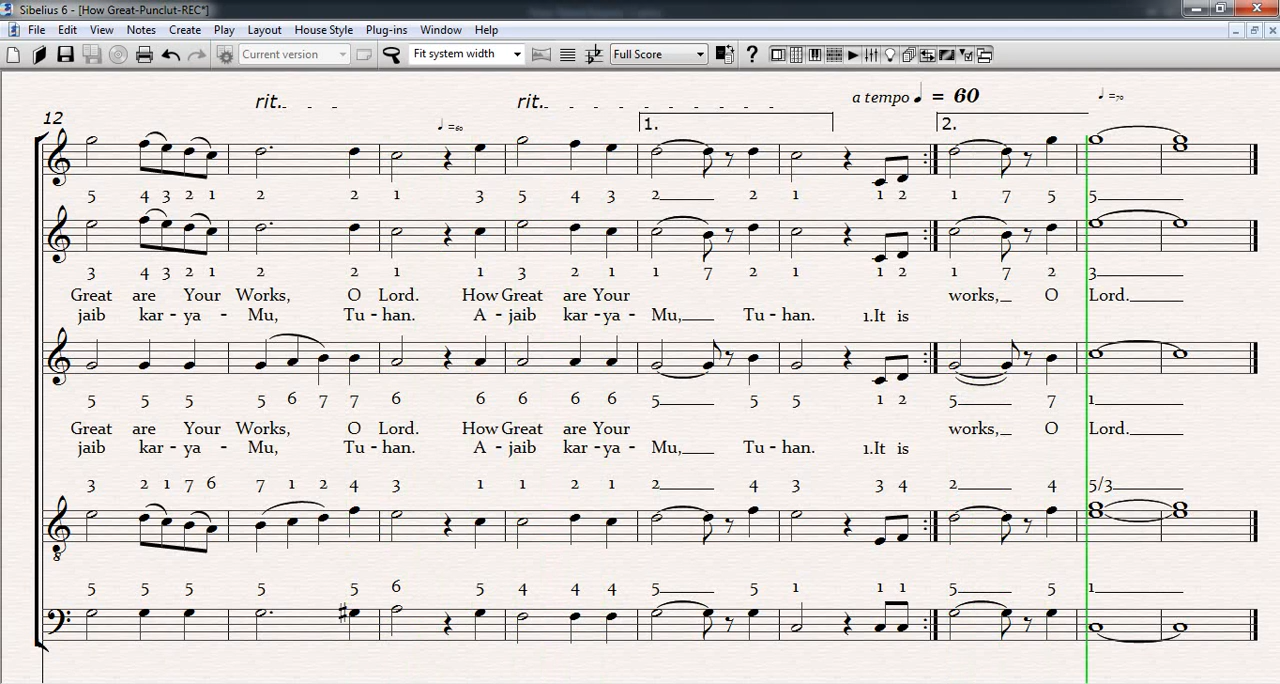 Sibelius 6 - [How Great-Punclut-REC*]
File Edit View Notes Create Play Layout House Style Plug-ins Window Help
Current version Fit system width Full Score ?
rit. rit. a tempo ♩ = 60 ♩=70
12 ♩=60 1. 2.
5 4 3 2 1 2 2 1 3 5 4 3 2 2 1 1 2 1 7 5 5
3 4 3 2 1 2 2 1 1 3 2 1 1 7 2 1 1 2 1 7 2 3
Great are Your Works, O Lord. How Great are Your works, O Lord.
jaib kar - ya - Mu, Tu - han. A - jaib kar - ya - Mu, Tu - han. 1.It is
5 5 5 5 6 7 7 6 6 6 6 6 5 5 5 1 2 5 7 1
Great are Your Works, O Lord. How Great are Your works, O Lord.
jaib kar - ya - Mu, Tu - han. A - jaib kar - ya - Mu, Tu - han. 1.It is
3 2 1 7 6 7 1 2 4 3 1 1 2 1 2 4 3 3 4 2 4 5/3
8
5 5 5 5 5 6 5 4 4 4 5 5 1 1 1 5 5 1